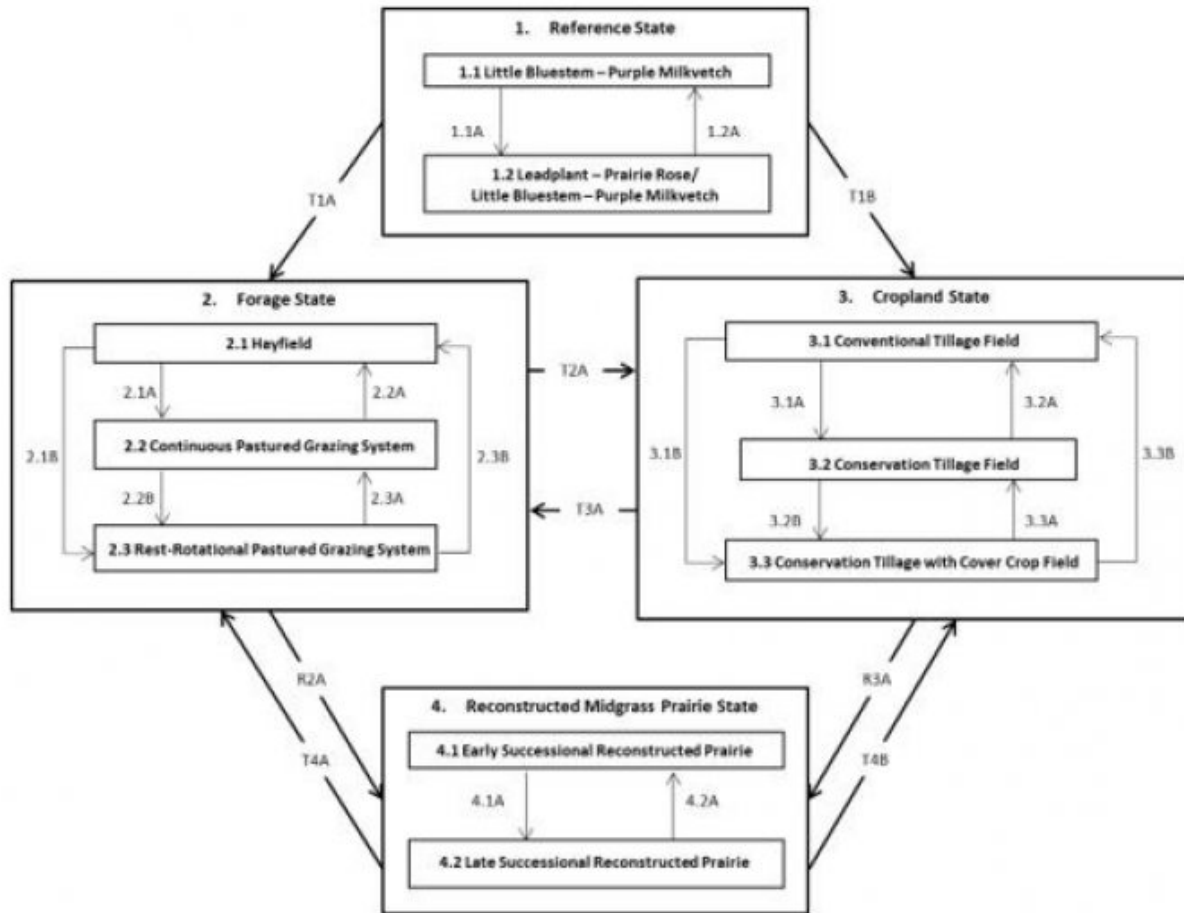 1. Reference State
1.1 Little Bluestem – Purple Milkvetch
1.1A
1.2A
1.2 Leadplant – Prairie Rose/
Little Bluestem – Purple Milkvetch
T1A
T1B
2. Forage State
2.1 Hayfield
2.1A
2.2A
2.2 Continuous Pastured Grazing System
2.1B
2.3B
2.2B
2.3A
2.3 Rest-Rotational Pastured Grazing System
T2A
T3A
3. Cropland State
3.1 Conventional Tillage Field
3.1A
3.2A
3.1B
3.3B
3.2 Conservation Tillage Field
3.2B
3.3A
3.3 Conservation Tillage with Cover Crop Field
R2A
T4A
R3A
T4B
4. Reconstructed Midgrass Prairie State
4.1 Early Successional Reconstructed Prairie
4.1A
4.2A
4.2 Late Successional Reconstructed Prairie